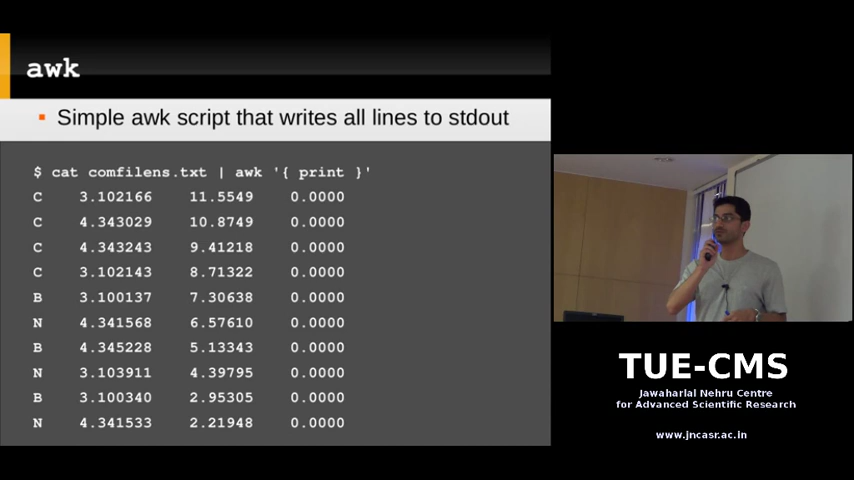 awk
Simple awk script that writes all lines to stdout
$ cat comfilens.txt | awk '{ print }'
C 3.102166 11.5549 0.0000
C 4.343029 10.8749 0.0000
C 4.343243 9.41218 0.0000
C 3.102143 8.71322 0.0000
B 3.100137 7.30638 0.0000
N 4.341568 6.57610 0.0000
B 4.345228 5.13343 0.0000
N 3.103911 4.39795 0.0000
B 3.100340 2.95305 0.0000
N 4.341533 2.21948 0.0000
TUE-CMS
Jawaharlal Nehru Centre
for Advanced Scientific Research
www.jncasr.ac.in